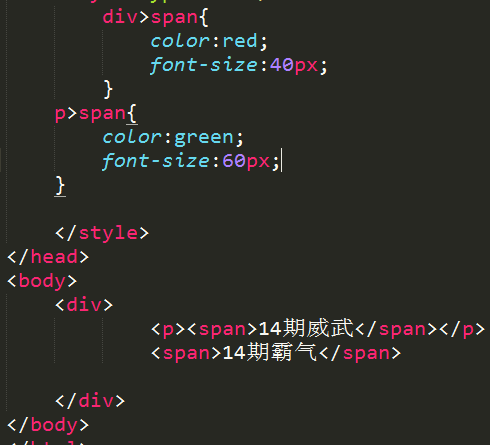 div>span{
color:red;
font-size:40px;
}
p>span{
color:green;
font-size:60px;
}
</style>
</head>
<body>
<div>
<p><span>14期威武</span></p>
<span>14期霸气</span>
</div>
</body>